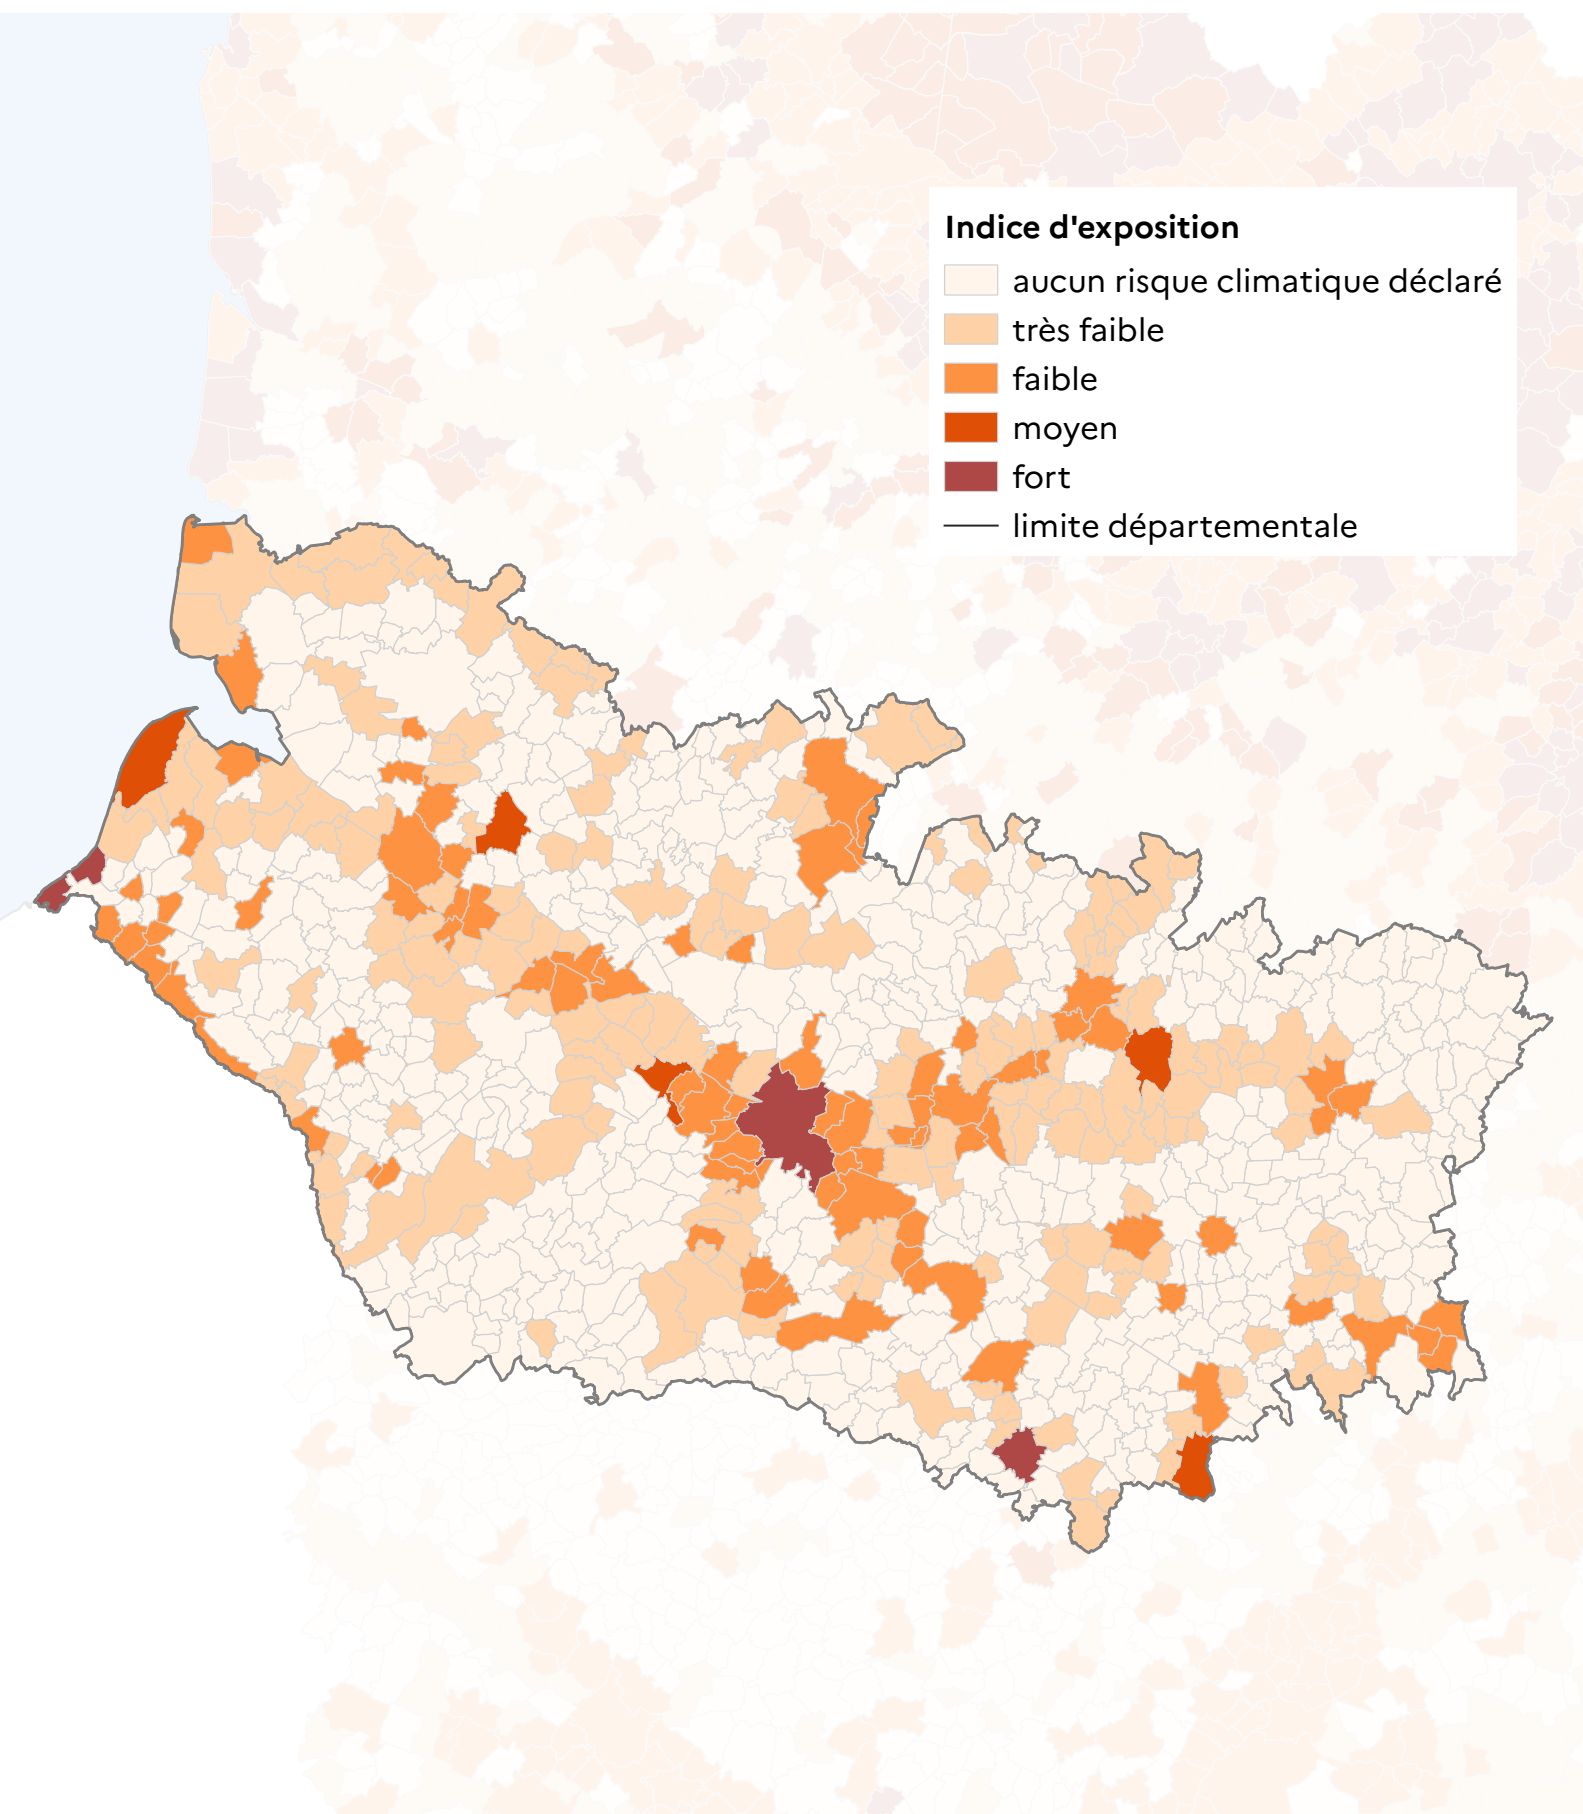 Indice d'exposition
aucun risque climatique déclaré
très faible
faible
moyen
fort
limite départementale